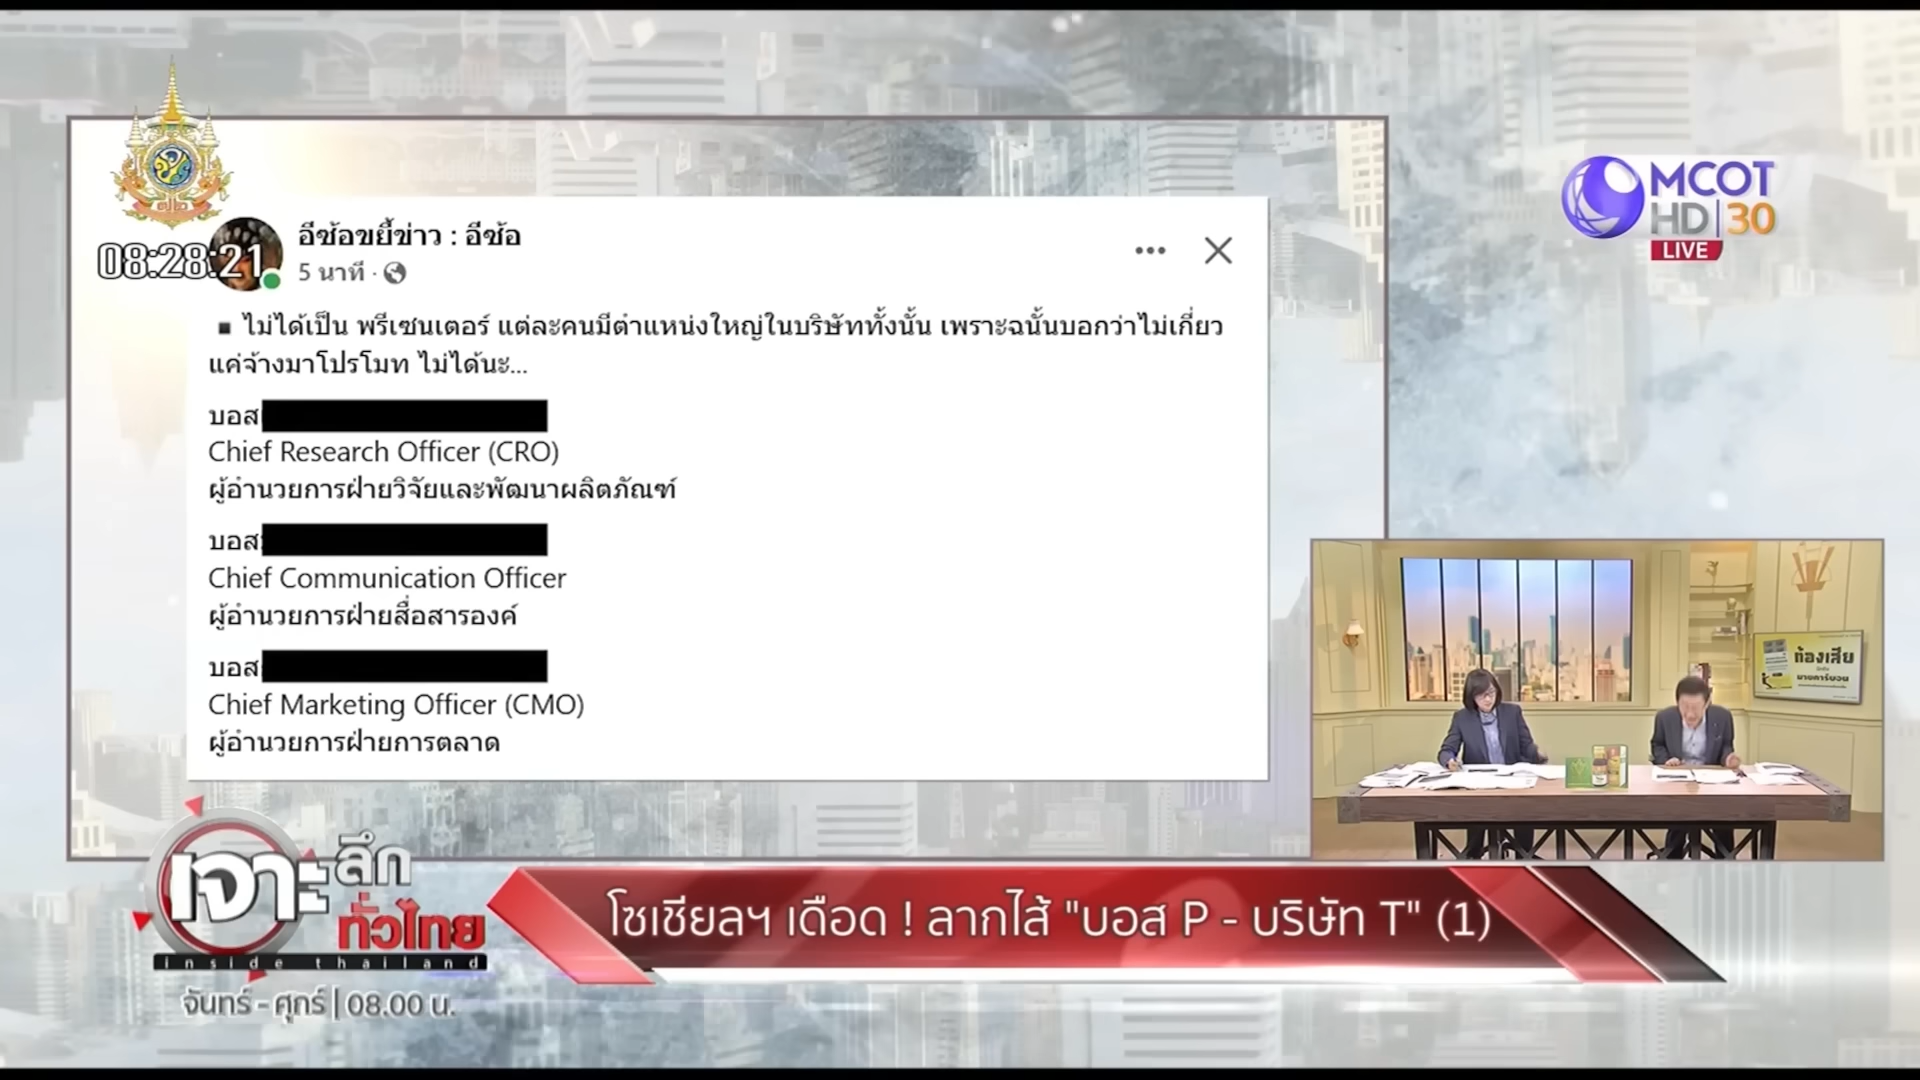 MCOT
HD 30
LIVE
๗๒
08:28:21
อีซ้อขยี้ข่าว : อีซ้อ
5 นาที ·
▪ ไม่ได้เป็น พรีเซนเตอร์ แต่ละคนมีตำแหน่งใหญ่ในบริษัททั้งนั้น เพราะฉนั้นบอกว่าไม่เกี่ยว
แค่จ้างมาโปรโมท ไม่ได้นะ...
บอส
Chief Research Officer (CRO)
ผู้อำนวยการฝ่ายวิจัยและพัฒนาผลิตภัณฑ์
บอส
Chief Communication Officer
ผู้อำนวยการฝ่ายสื่อสารองค์
บอส
Chief Marketing Officer (CMO)
ผู้อำนวยการฝ่ายการตลาด
ท้องเสีย
เจาะลึก
ทั่วไทย
inside thailand
จันทร์ - ศุกร์ | 08.00 น.
โซเชียลฯ เดือด ! ลากไส้ "บอส P - บริษัท T" (1)